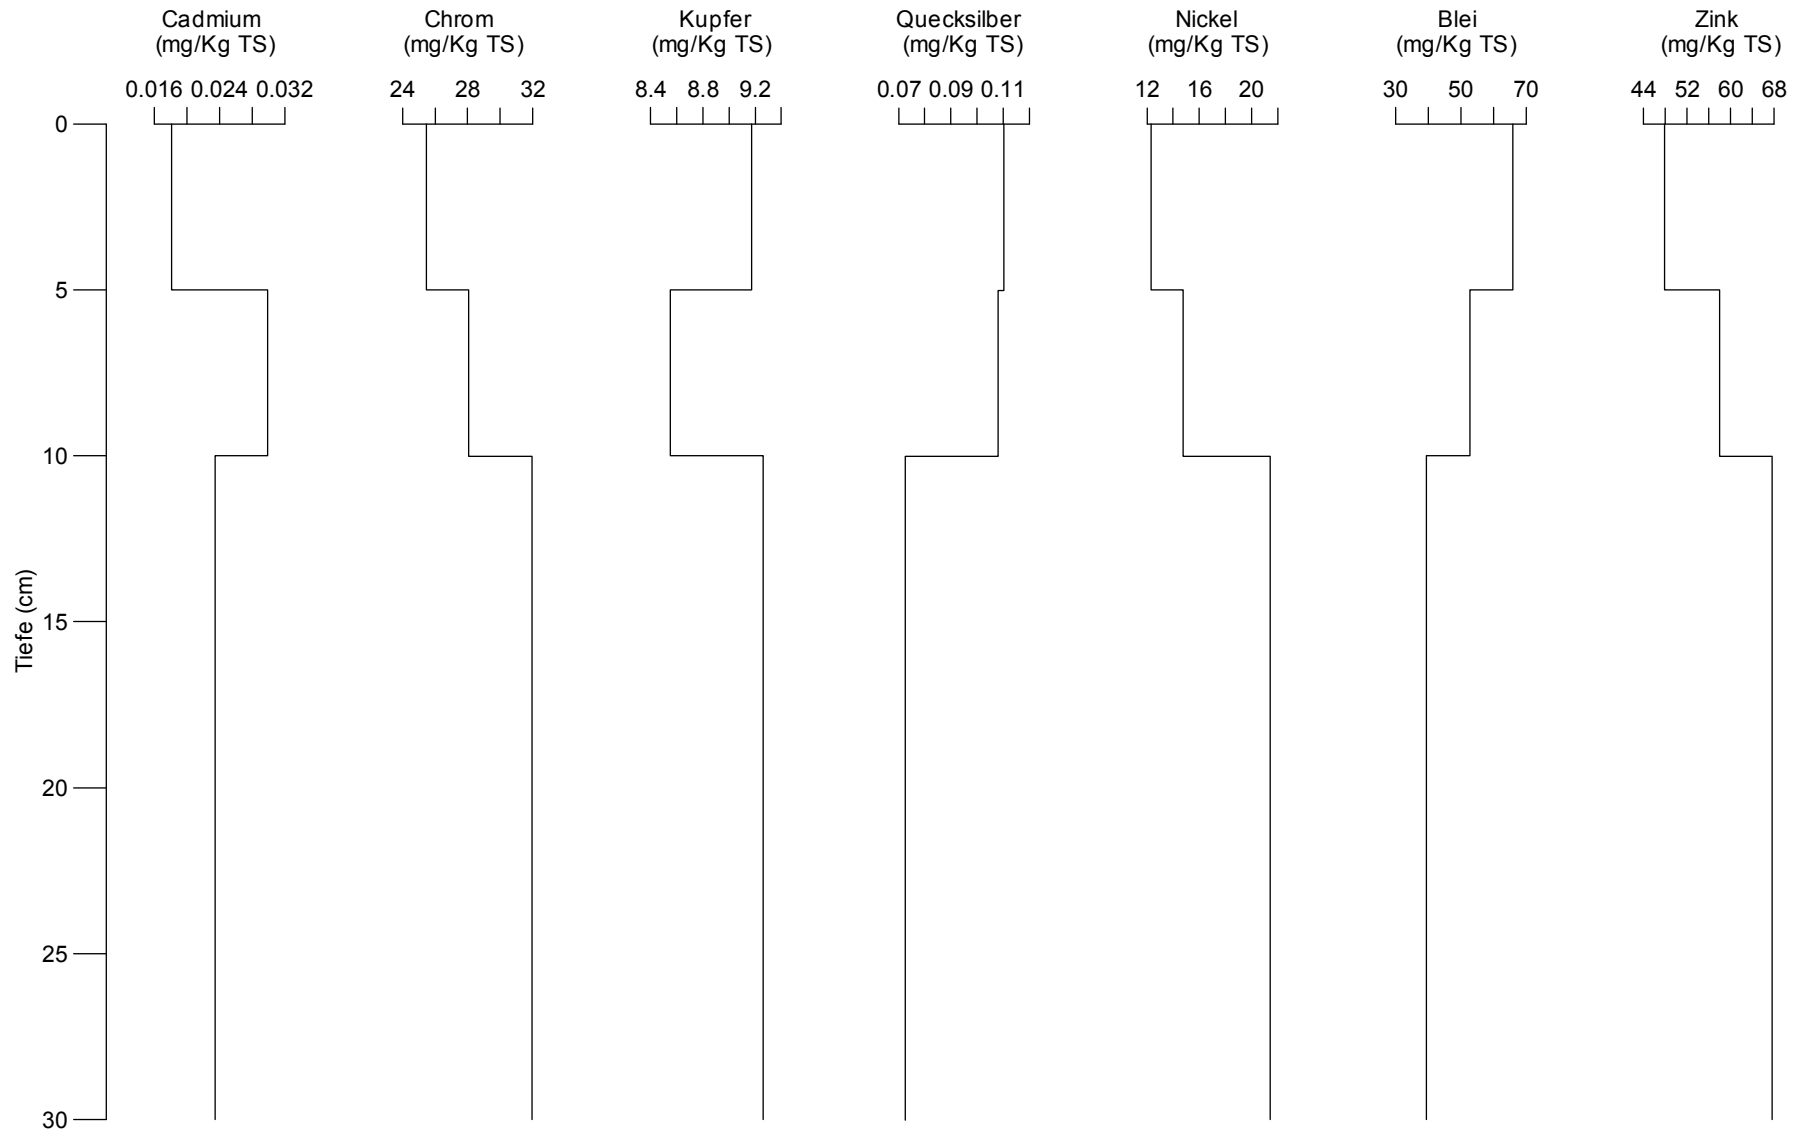 Cadmium Chrom Kupfer Quecksilber Nickel Blei Zink
(mg/Kg TS) (mg/Kg TS) (mg/Kg TS) (mg/Kg TS) (mg/Kg TS) (mg/Kg TS) (mg/Kg TS)
0.016 0.024 0.032 24 28 32 8.4 8.8 9.2 0.07 0.09 0.11 12 16 20 30 50 70 44 52 60 68
0
5
10
15
20
25
30
Tiefe (cm)